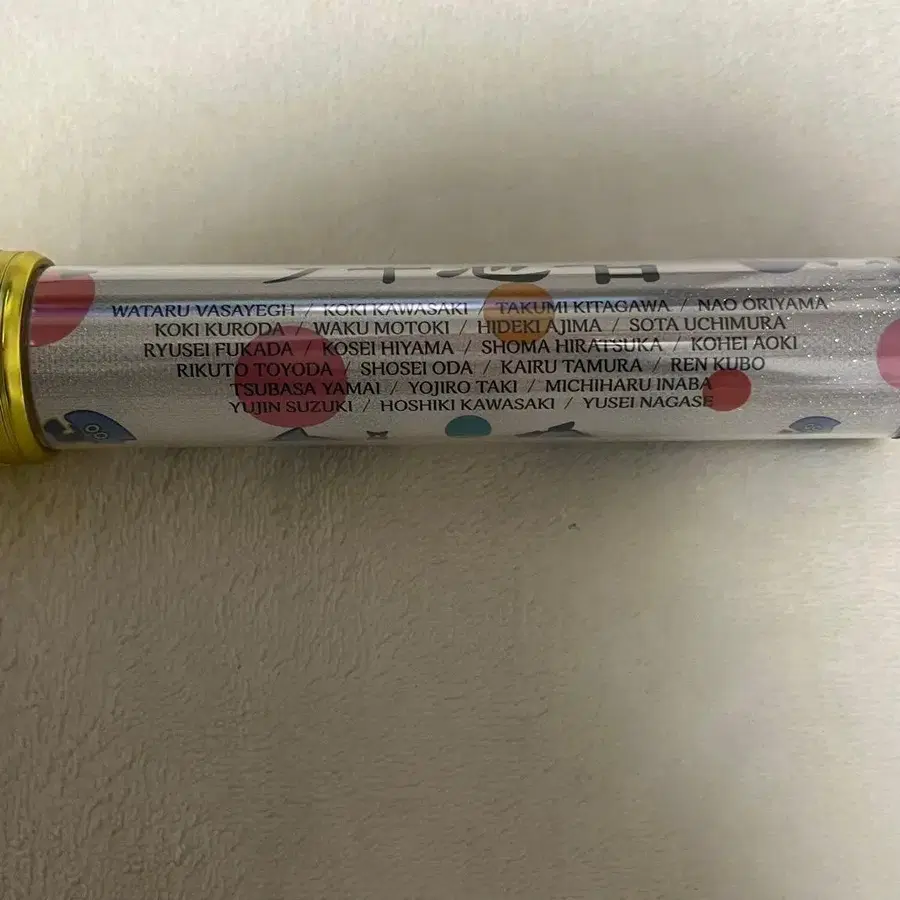 WATARU VASAYEGH / KOKI KAWASAKI / TAKUMI KITAGAWA / NAO ORIYAMA
KOKI KURODA / WAKU MOTOKI / HIDEKI AJIMA / SOTA UCHIMURA
RYUSEI FUKADA / KOSEI HIYAMA / SHOMA HIRATSUKA / KOHEI AOKI
RIKUTO TOYODA / SHOSEI ODA / KAIRU TAMURA / REN KUBO
TSUBASA YAMAI / YOJIRO TAKI / MICHIHARU INABA
YUJIN SUZUKI / HOSHIKI KAWASAKI / YUSEI NAGASE